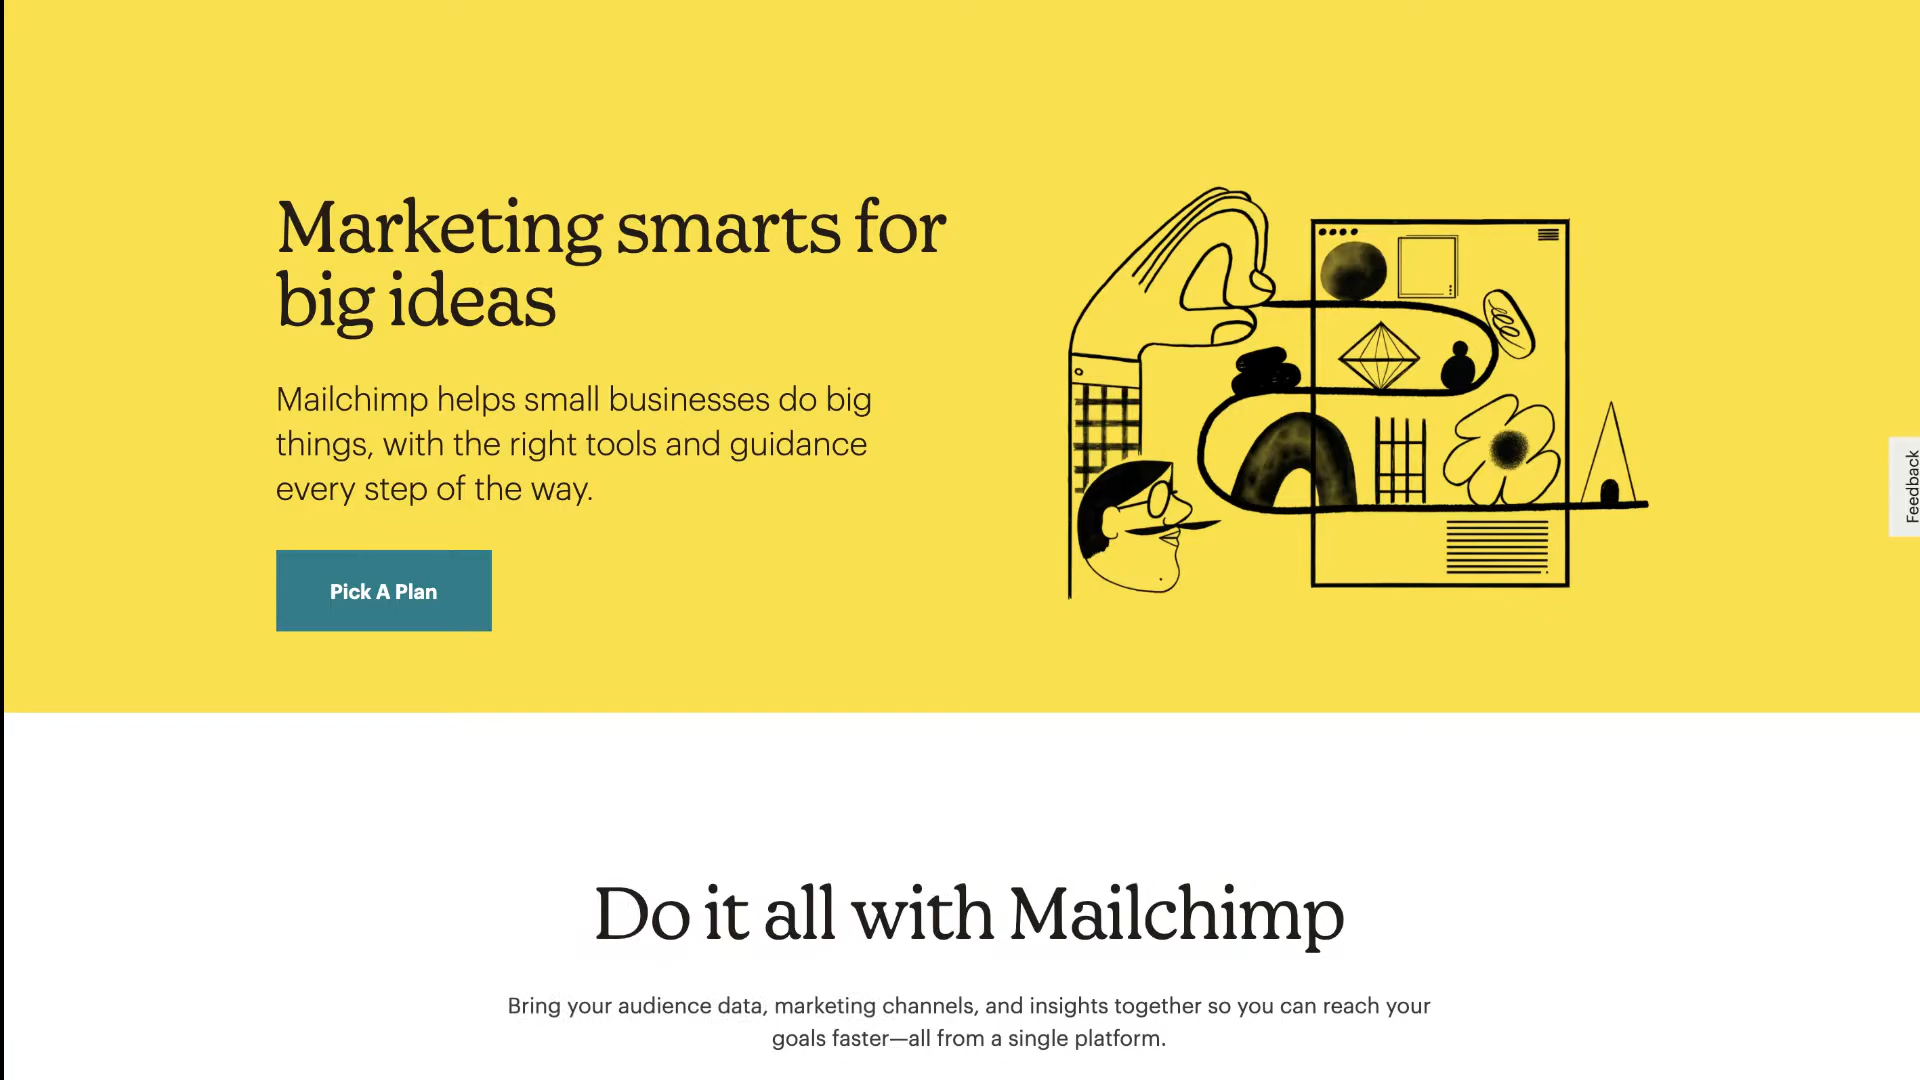 Marketing smarts for
big ideas
Mailchimp helps small businesses do big
things, with the right tools and guidance
every step of the way.
Pick A Plan
Feedback
Do it all with Mailchimp
Bring your audience data, marketing channels, and insights together so you can reach your
goals faster—all from a single platform.